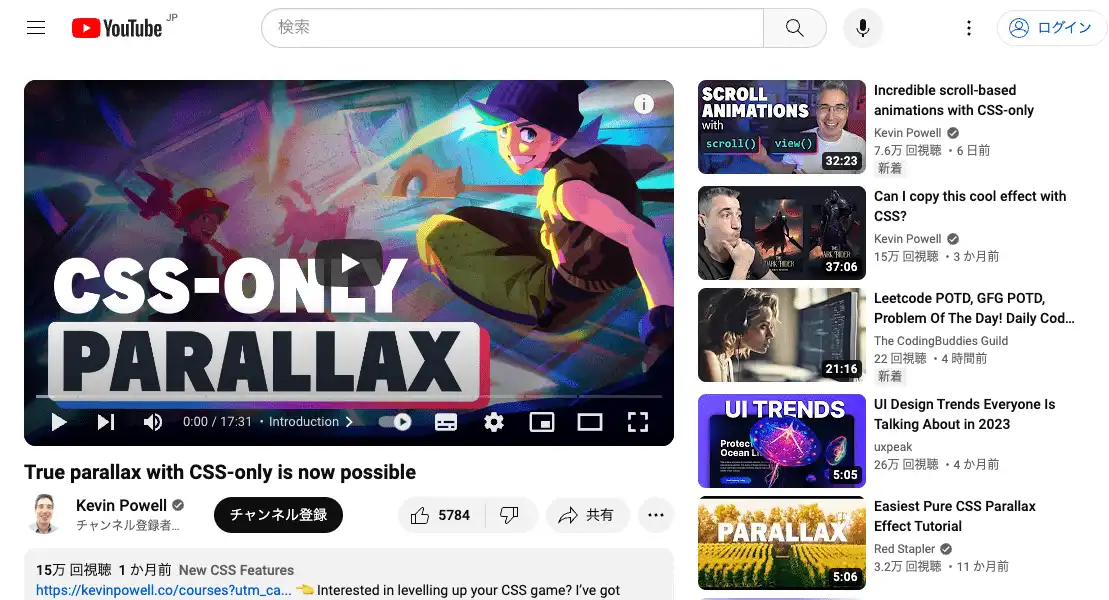 YouTube JP
検索
ログイン
CSS-ONLY
PARALLAX
0:00 / 17:31 • Introduction
True parallax with CSS-only is now possible
Kevin Powell
チャンネル登録者...
チャンネル登録
5784
共有
15万 回視聴 1 か月前 New CSS Features
https://kevinpowell.co/courses?utm_ca... 👈 Interested in levelling up your CSS game? I've got
SCROLL
ANIMATIONS
with
scroll() view()
32:23
Incredible scroll-based
animations with CSS-only
Kevin Powell
7.6万 回視聴 ・6 日前
新着
THE DARK RIDER
37:06
Can I copy this cool effect with
CSS?
Kevin Powell
15万 回視聴 ・3 か月前
21:16
Leetcode POTD, GFG POTD,
Problem Of The Day! Daily Cod...
The CodingBuddies Guild
22 回視聴 ・4 時間前
新着
UI TRENDS
5:05
UI Design Trends Everyone Is
Talking About in 2023
uxpeak
26万 回視聴 ・4 か月前
PARALLAX
5:06
Easiest Pure CSS Parallax
Effect Tutorial
Red Stapler
3.2万 回視聴 ・11 か月前